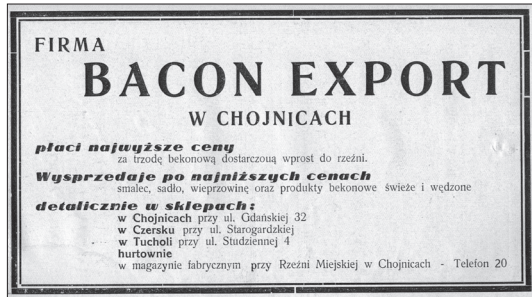 FIRMA
BACON EXPORT
W CHOJNICACH
płaci najwyższe ceny
za trzodę bekonową dostarczoną wprost do rzeźni.
Wysprzedaje po najniższych cenach
smalec, sadło, wieprzowinę oraz produkty bekonowe świeże i wędzone
detalicznie w sklepach:
w Chojnicach przy ul. Gdańskiej 32
w Czersku przy ul. Starogardzkiej
w Tucholi przy ul. Studziennej 4
hurtownie
w magazynie fabrycznym przy Rzeźni Miejskiej w Chojnicach - Telefon 20